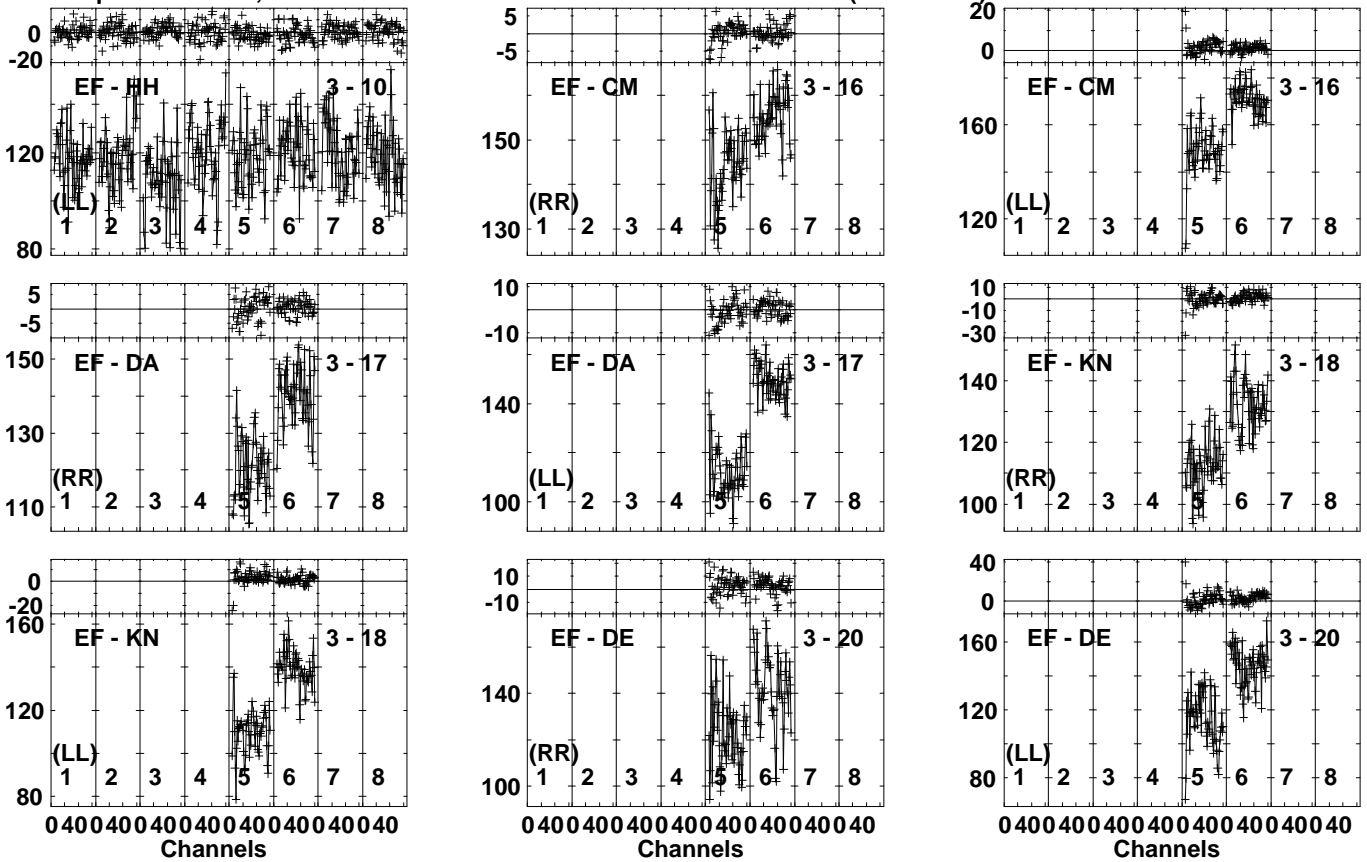 0 5 20
-20 -5 0
EF - HH 3 - 10 EF - CM 3 - 16 EF - CM 3 - 16
120 150 160
(LL) (RR) (LL)
1 2 3 4 5 6 7 8 130 1 2 3 4 5 6 7 8 120 1 2 3 4 5 6 7 8
80
5 10 10
-5 -10 -10
-30
EF - DA 3 - 17 EF - DA 3 - 17 EF - KN 3 - 18
150 140 140
130 120
(RR) (LL) (RR)
110 1 2 3 4 5 6 7 8 100 1 2 3 4 5 6 7 8 100 1 2 3 4 5 6 7 8
0 10 40
-20 -10 0
160 EF - KN 3 - 18 EF - DE 3 - 20 EF - DE 3 - 20
160
120 140 120
(LL) (RR) (LL)
1 2 3 4 5 6 7 8 1 2 3 4 5 6 7 8 1 2 3 4 5 6 7 8
80 100 80
0 40 0 40 0 40 0 40 0 40 0 40 0 40 0 40 0 40 0 40 0 40 0 40 0 40 0 40 0 40 0 40 0 40 0 40 0 40 0 40 0 40 0 40 0 40 0 40
Channels Channels Channels